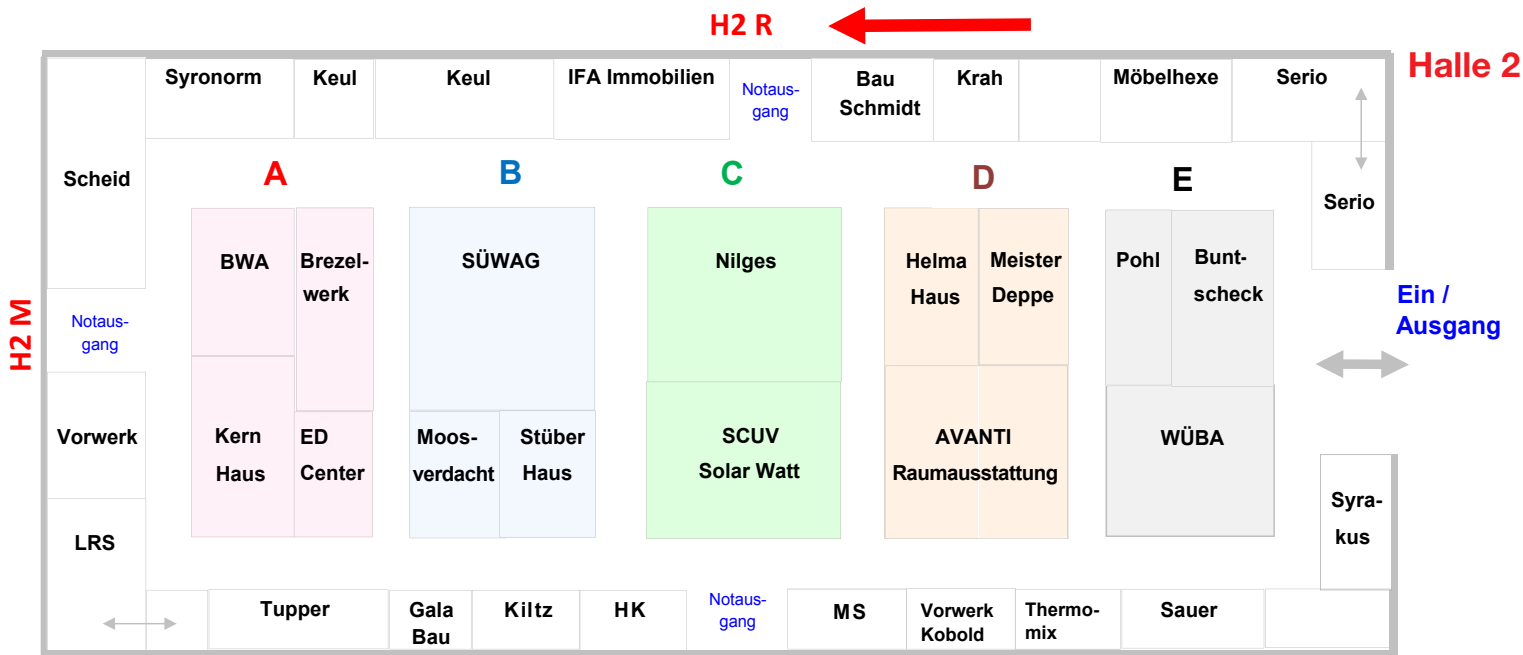 H2 R
Halle 2
Syronorm
Keul
Keul
IFA Immobilien
Notaus-
gang
Bau
Schmidt
Krah
Möbelhexe
Serio
Scheid
A
B
C
D
E
Serio
BWA
Brezel-
werk
SÜWAG
Nilges
Helma
Haus
Meister
Deppe
Pohl
Bunt-
scheck
Ein /
Ausgang
H2 M
Notaus-
gang
Vorwerk
Kern
Haus
ED
Center
Moos-
verdacht
Stüber
Haus
SCUV
Solar Watt
AVANTI
Raumausstattung
WÜBA
Syra-
kus
LRS
Tupper
Gala
Bau
Kiltz
HK
Notaus-
gang
MS
Vorwerk
Kobold
Thermo-
mix
Sauer